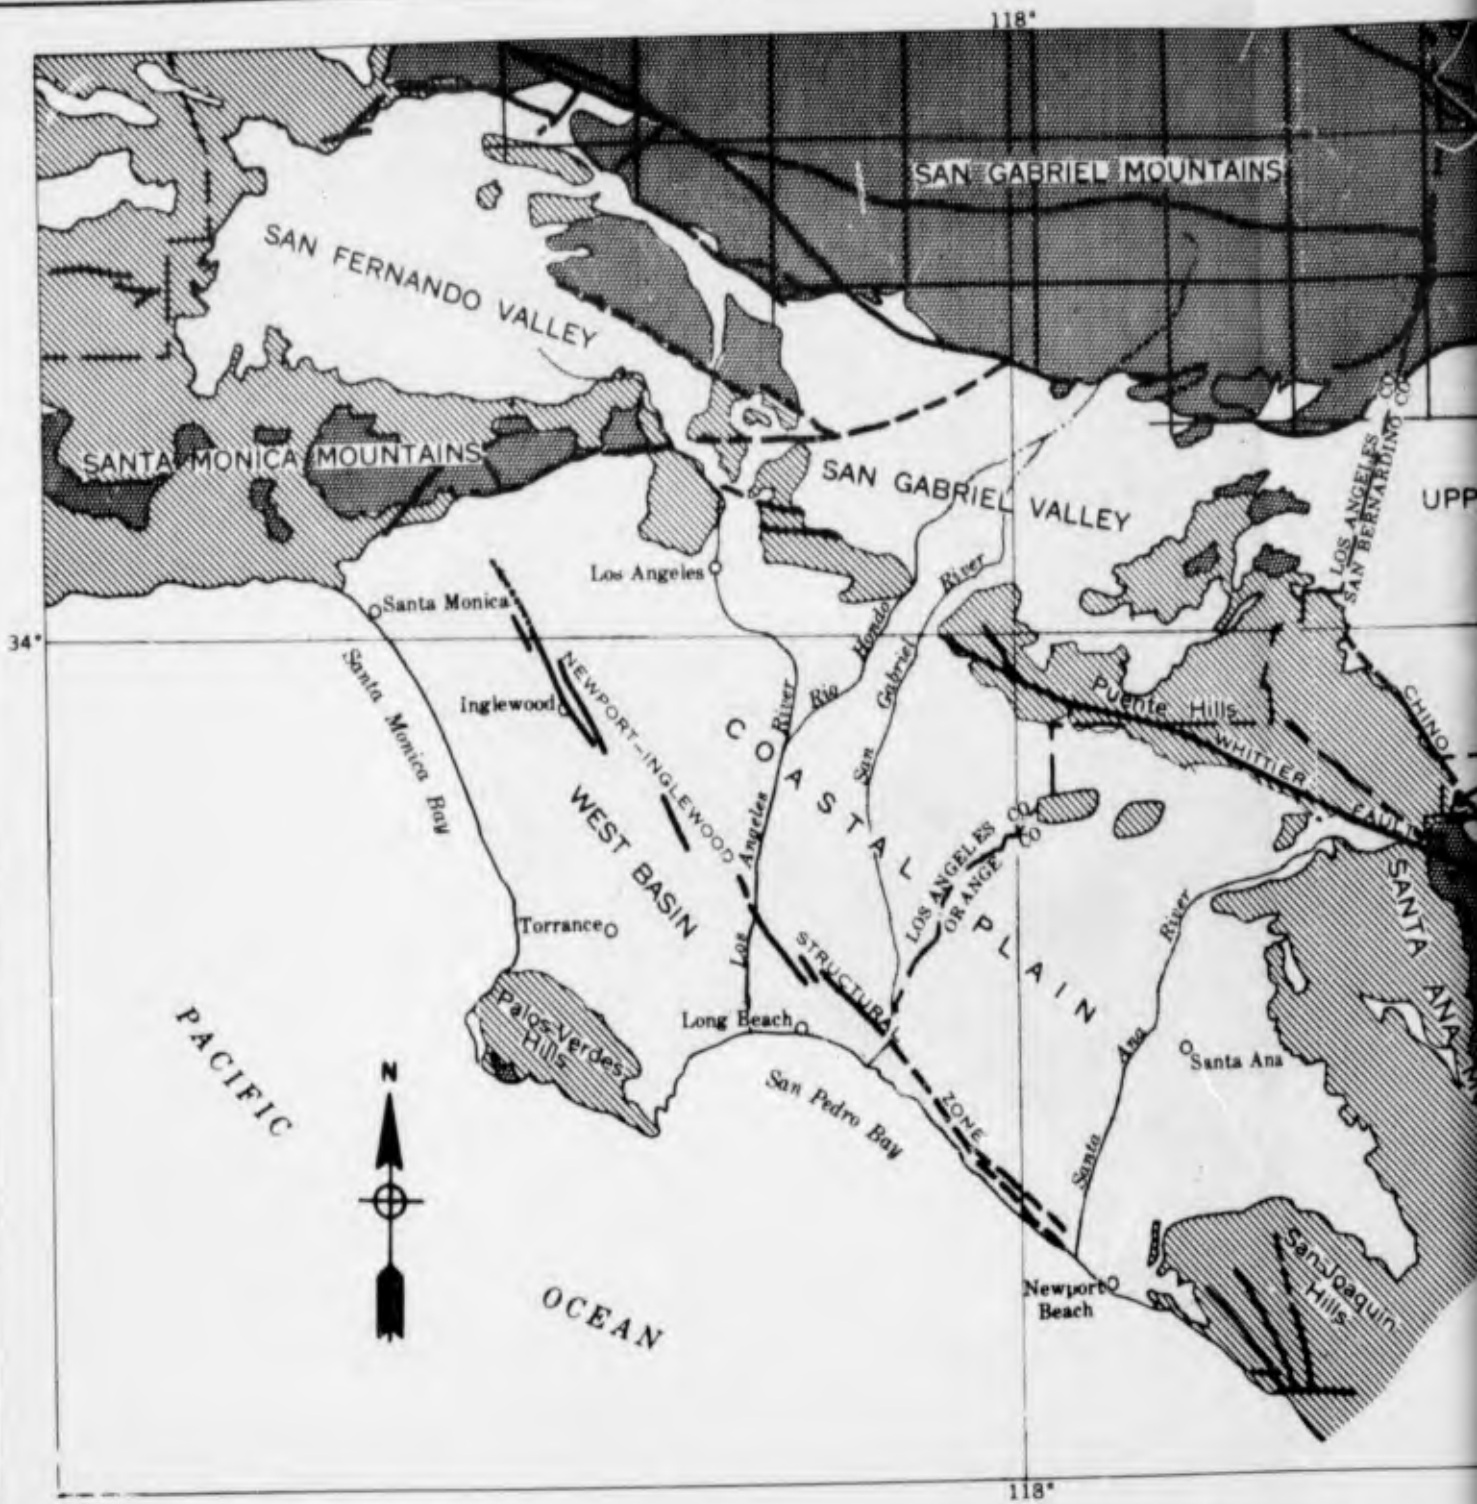 118°
SAN GABRIEL MOUNTAINS
SAN FERNANDO VALLEY
SANTA MONICA MOUNTAINS
SAN GABRIEL VALLEY
LOS ANGELES CO
SAN BERNARDINO CO
UPP
Los Angeles
River
Santa Monica
Rio Hondo
34°
Santa Monica Bay
Inglewood
NEWPORT-INGLEWOOD
San Gabriel
Puente Hills
CHINO
WHITTIER
FAULT
COASTAL PLAIN
WEST BASIN
Los Angeles River
LOS ANGELES CO
ORANGE CO
SANTA ANA M
Torrance
STRUCTURAL
ZONE
Santa Ana River
Palos Verdes
Hills
Long Beach
Santa Ana
San Pedro Bay
PACIFIC
N
OCEAN
Newport
Beach
San Joaquin
Hills
118°